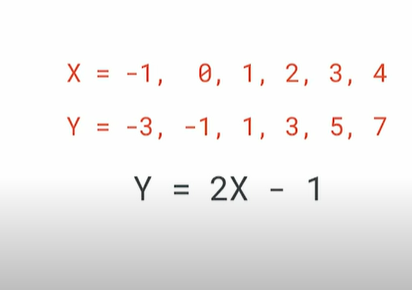 X = -1, 0, 1, 2, 3, 4
Y = -3, -1, 1, 3, 5, 7
Y = 2X - 1